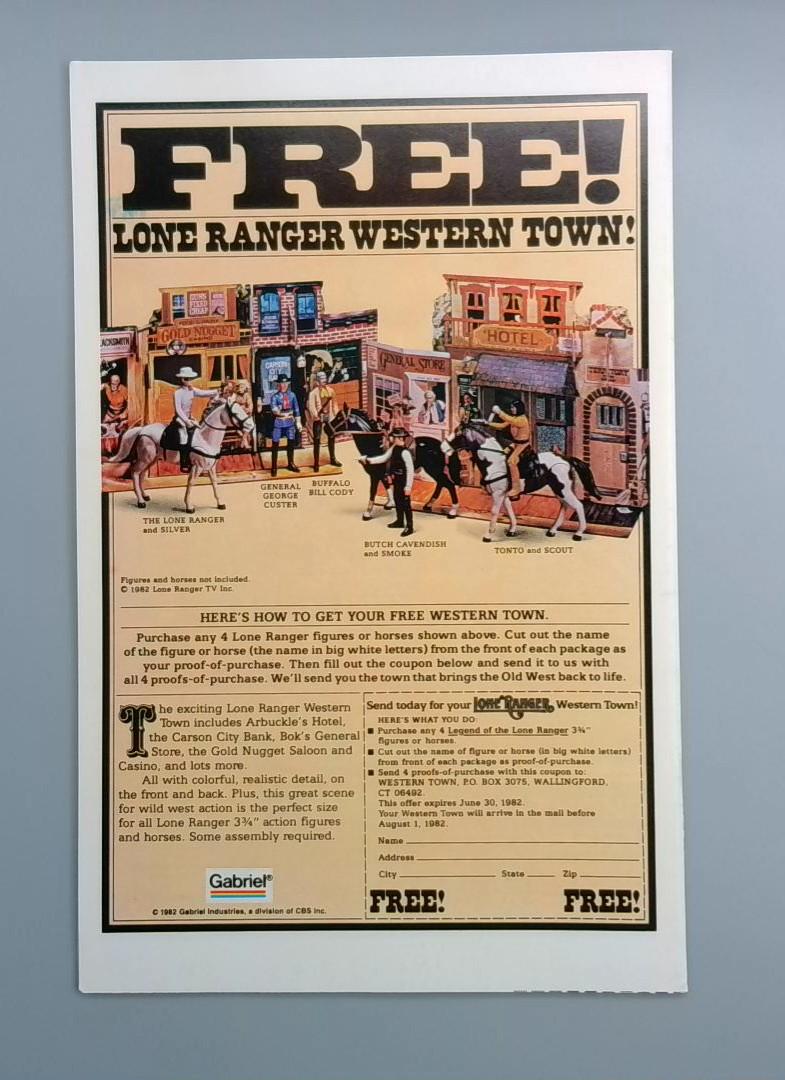 FREE!
LONE RANGER WESTERN TOWN!
GUNS
FIXED
CHEAP
GOLD NUGGET
ACKSMITH
CARSON
CITY
GENERAL STORE
HOTEL
GENERAL
GEORGE
CUSTER
BUFFALO
BILL CODY
THE LONE RANGER
and SILVER
BUTCH CAVENDISH
and SMOKE
TONTO and SCOUT
Figures and horses not included.
© 1982 Lone Ranger TV Inc.
HERE'S HOW TO GET YOUR FREE WESTERN TOWN.
Purchase any 4 Lone Ranger figures or horses shown above. Cut out the name
of the figure or horse (the name in big white letters) from the front of each package as
your proof-of-purchase. Then fill out the coupon below and send it to us with
all 4 proofs-of-purchase. We'll send you the town that brings the Old West back to life.
The exciting Lone Ranger Western
Town includes Arbuckle's Hotel,
the Carson City Bank, Bok's General
Store, the Gold Nugget Saloon and
Casino, and lots more.
All with colorful, realistic detail, on
the front and back. Plus, this great scene
for wild west action is the perfect size
for all Lone Ranger 3¾" action figures
and horses. Some assembly required.
Gabriel®
© 1982 Gabriel Industries, a division of CBS Inc.
Send today for your LONE RANGER Western Town!
HERE'S WHAT YOU DO:
■ Purchase any 4 Legend of the Lone Ranger 3¾"
figures or horses.
■ Cut out the name of figure or horse (in big white letters)
from front of each package as proof-of-purchase.
■ Send 4 proofs-of-purchase with this coupon to:
WESTERN TOWN, P.O. BOX 3075, WALLINGFORD,
CT 06492.
This offer expires June 30, 1982.
Your Western Town will arrive in the mail before
August 1, 1982.
Name
Address
City State Zip
FREE! FREE!